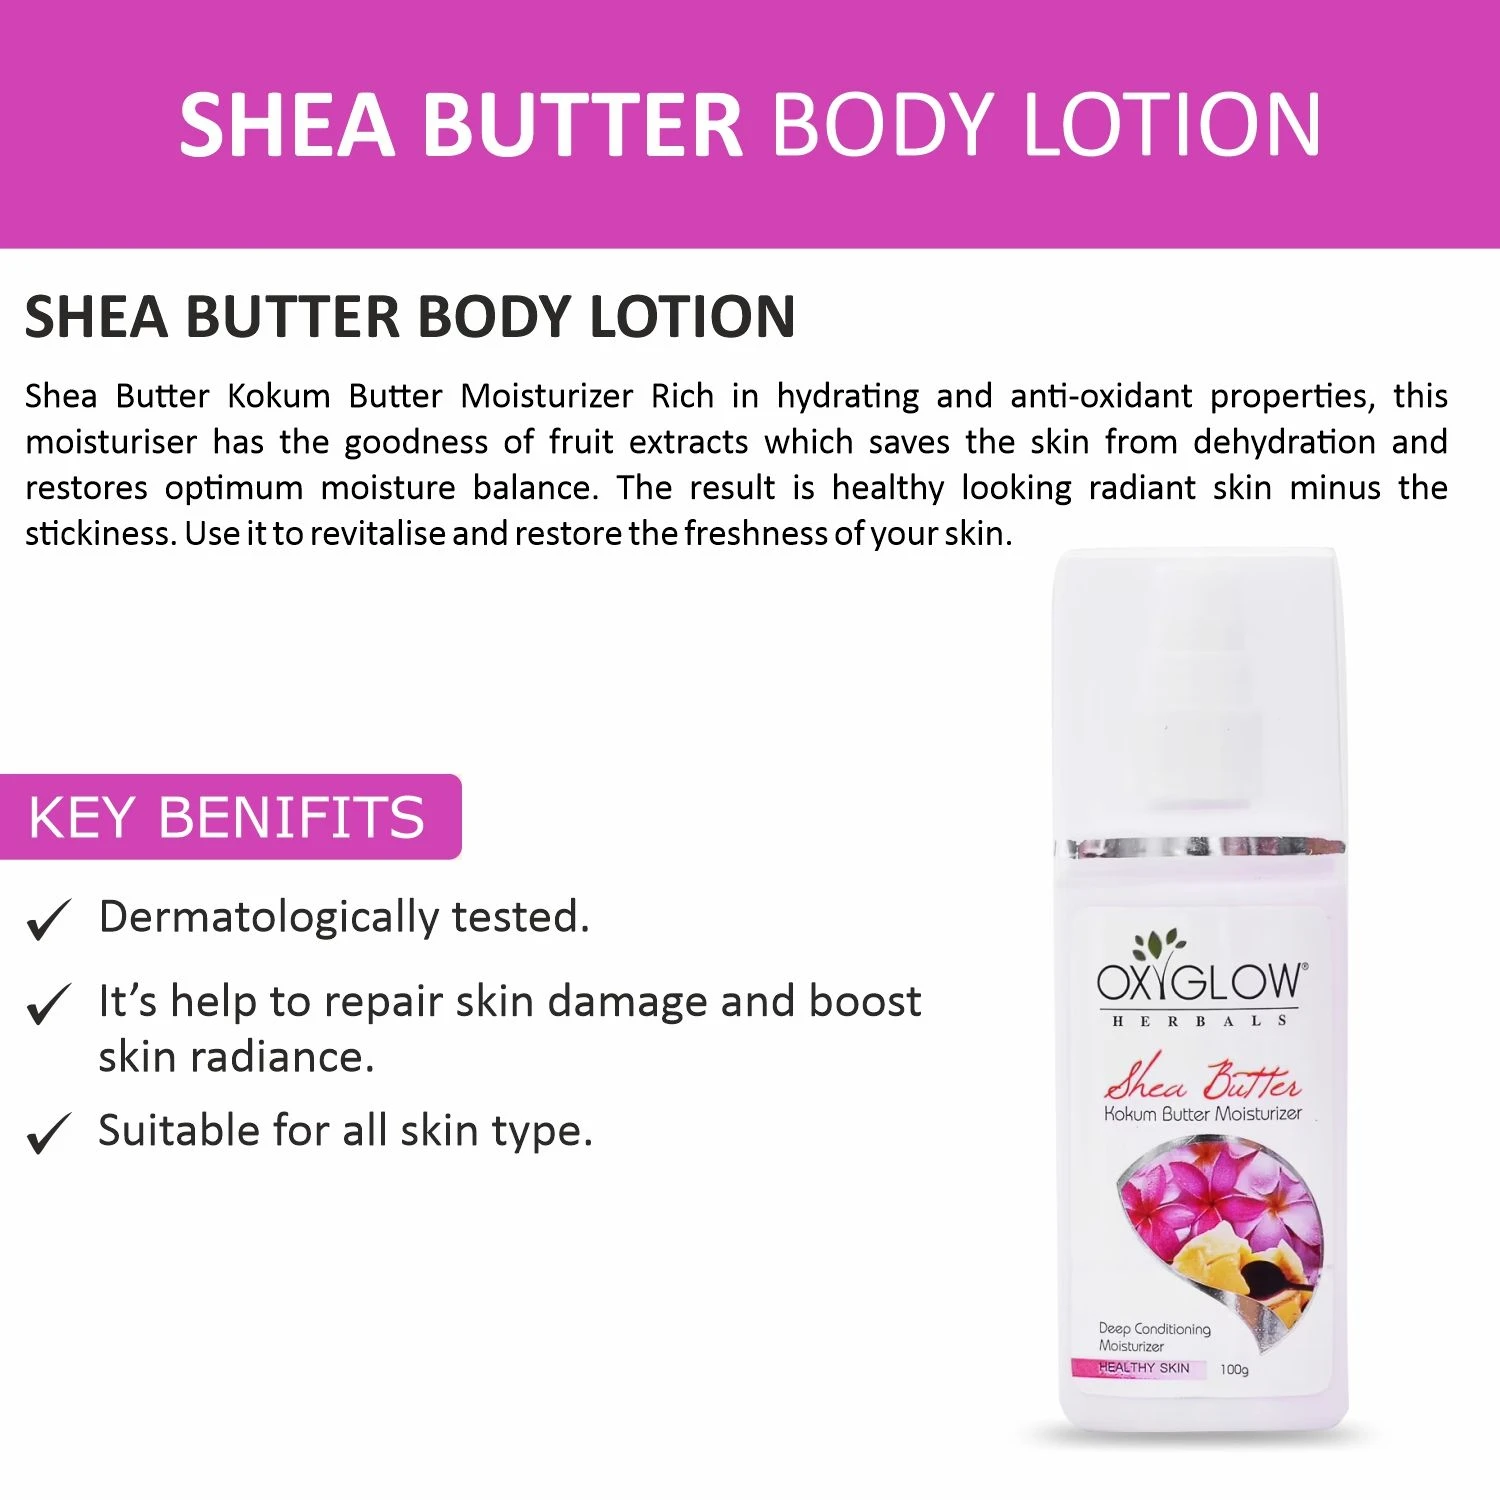 SHEA BUTTER BODY LOTION
SHEA BUTTER BODY LOTION
Shea Butter Kokum Butter Moisturizer Rich in hydrating and anti-oxidant properties, this
moisturiser has the goodness of fruit extracts which saves the skin from dehydration and
restores optimum moisture balance. The result is healthy looking radiant skin minus the
stickiness. Use it to revitalise and restore the freshness of your skin.
KEY BENIFITS
✓ Dermatologically tested.
✓ It’s help to repair skin damage and boost
skin radiance.
✓ Suitable for all skin type.
OXYGLOW®
HERBALS
Shea Butter
Kokum Butter Moisturizer
Deep Conditioning
Moisturizer
HEALTHY SKIN 100g